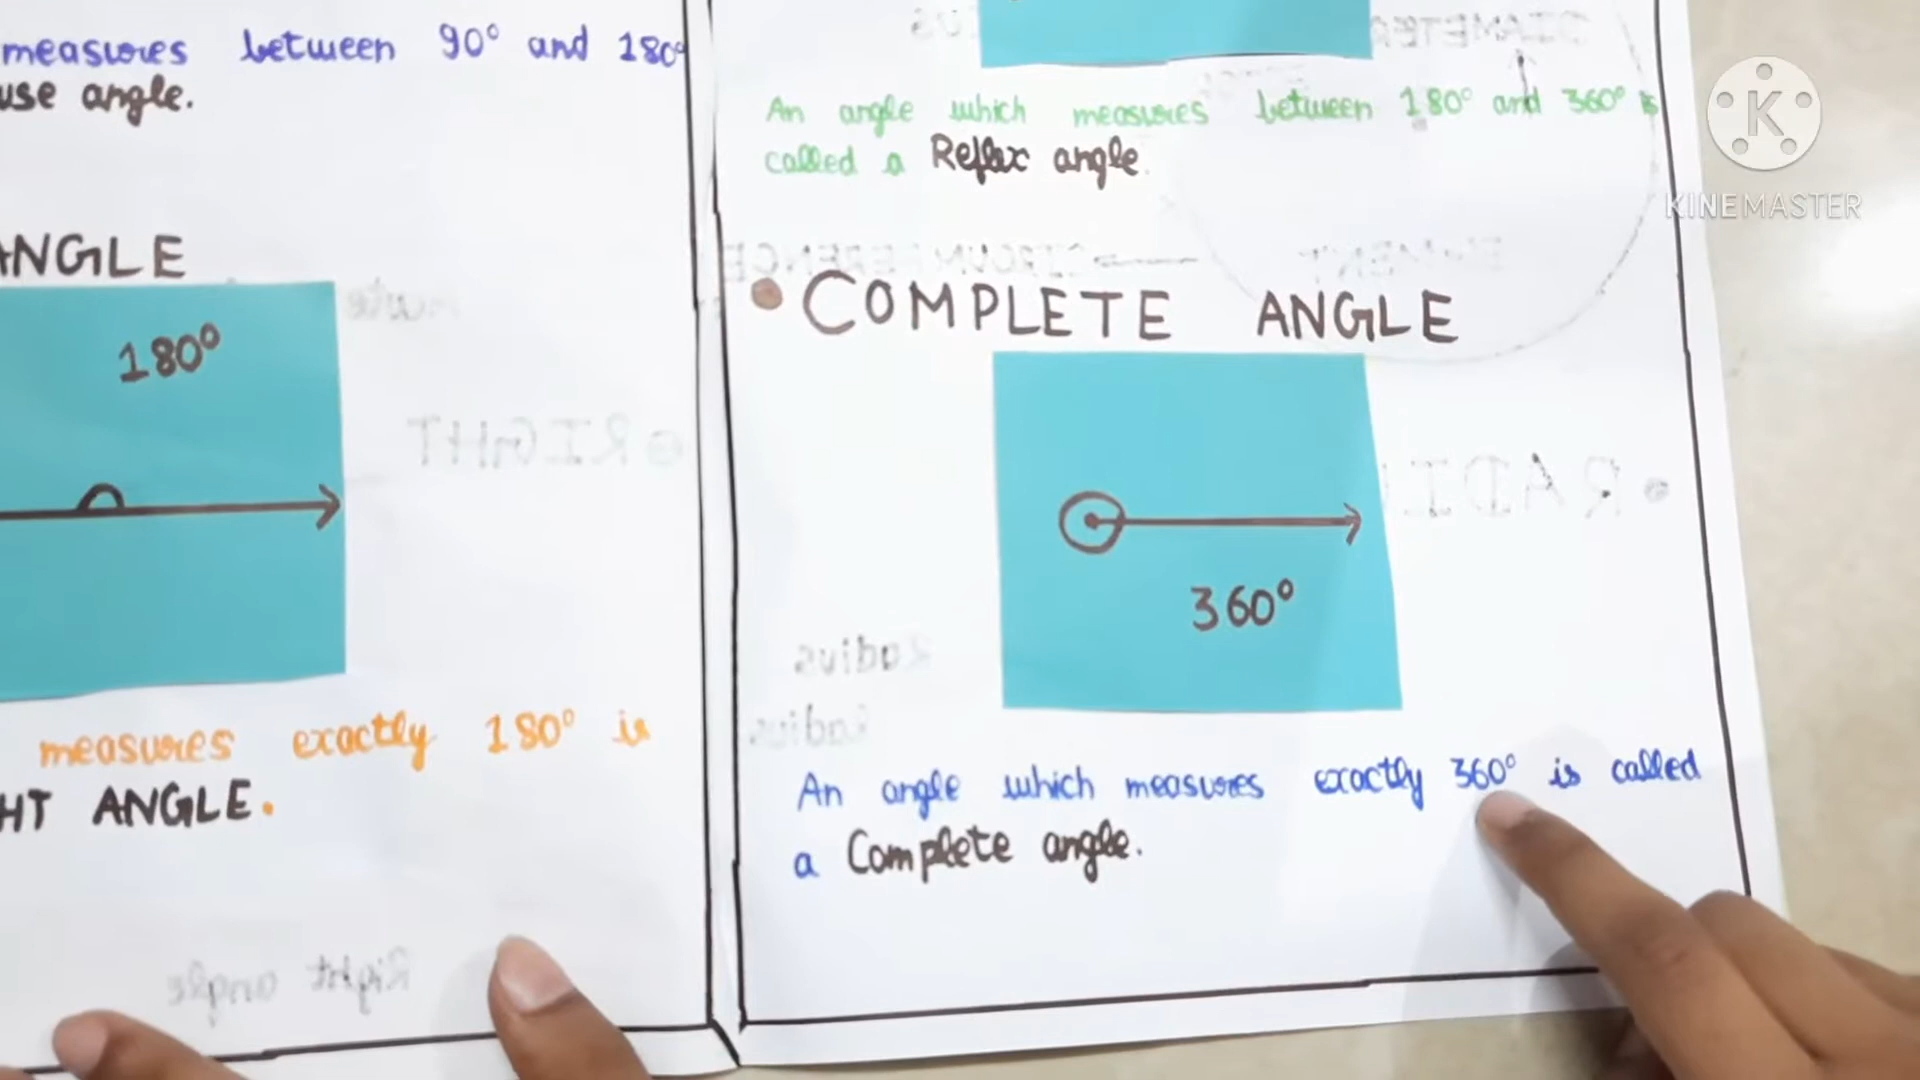 measures between 90° and 180°
use angle.
ANGLE
180°
measures exactly 180° is
HT ANGLE.
An angle which measures between 180° and 360° is
called a Reflex angle.
• COMPLETE ANGLE
360°
An angle which measures exactly 360° is called
a Complete angle.
KINEMASTER